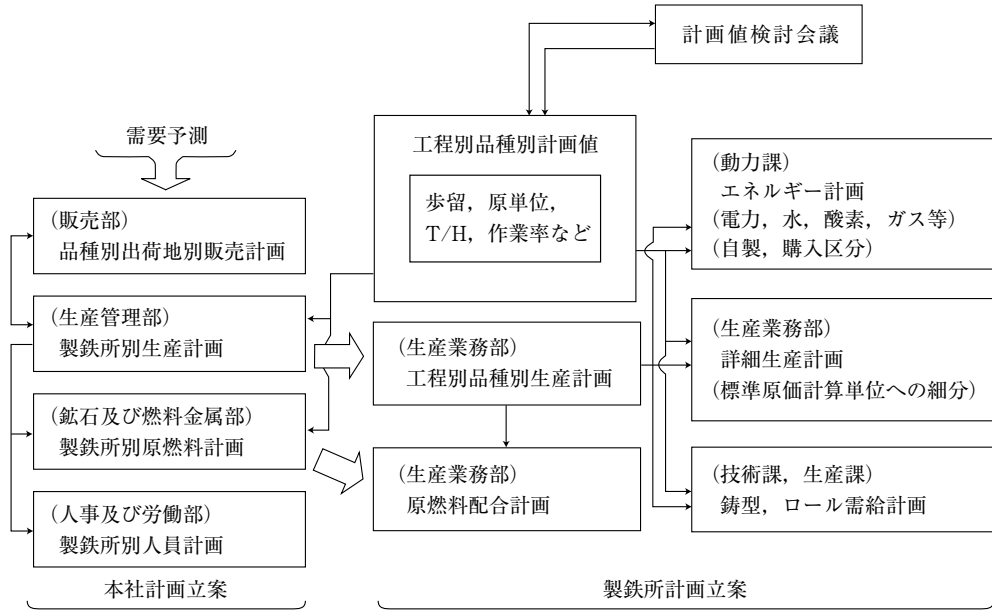 計画値検討会議
需要予測
(販売部)
品種別出荷地別販売計画
(生産管理部)
製鉄所別生産計画
(鉱石及び燃料金属部)
製鉄所別原燃料計画
(人事及び労働部)
製鉄所別人員計画
本社計画立案
工程別品種別計画値
歩留，原単位，
T/H，作業率など
(生産業務部)
工程別品種別生産計画
(生産業務部)
原燃料配合計画
(動力課)
エネルギー計画
(電力，水，酸素，ガス等)
(自製，購入区分)
(生産業務部)
詳細生産計画
(標準原価計算単位への細分)
(技術課，生産課)
鋳型，ロール需給計画
製鉄所計画立案